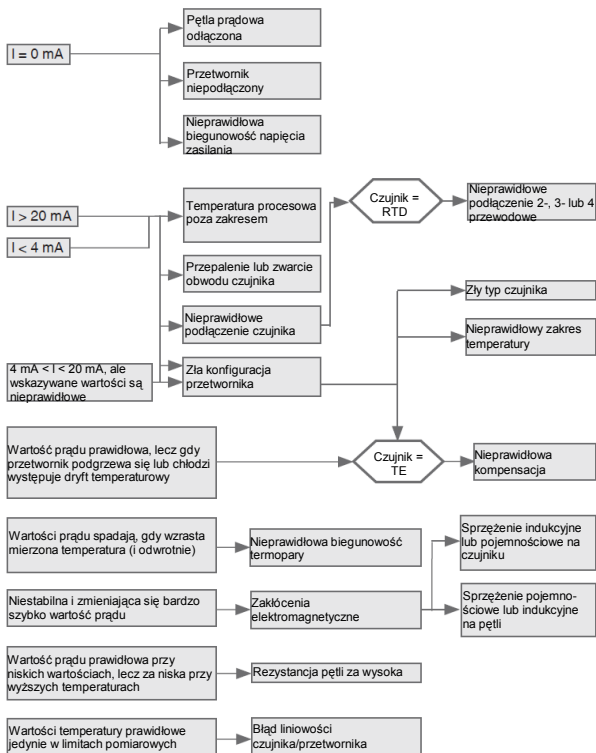 I = 0 mA
Pętla prądowa
odłączona
Przetwornik
niepodłączony
Nieprawidłowa
biegunowość napięcia
zasilania
I > 20 mA
I < 4 mA
Temperatura procesowa
poza zakresem
Czujnik =
RTD
Nieprawidłowe
podłączenie 2-, 3- lub 4
przewodowe
Przepalenie lub zwarcie
obwodu czujnika
Zły typ czujnika
Nieprawidłowe
podłączenie czujnika
Nieprawidłowy zakres
temperatury
4 mA < I < 20 mA, ale
wskazywane wartości są
nieprawidłowe
Zła konfiguracja
przetwornika
Wartość prądu prawidłowa, lecz gdy
przetwornik podgrzewa się lub chłodzi
występuje dryft temperaturowy
Czujnik =
TE
Nieprawidłowa
kompensacja
Wartości prądu spadają, gdy wzrasta
mierzona temperatura (i odwrotnie)
Nieprawidłowa biegunowość
termopary
Sprzężenie indukcyjne
lub pojemnościowe na
czujniku
Niestabilna i zmieniająca się bardzo
szybko wartość prądu
Zakłócenia
elektromagnetyczne
Sprzężenie pojemno-
ściowe lub indukcyjne
na pętli
Wartość prądu prawidłowa przy
niskich wartościach, lecz za niska przy
wyższych temperaturach
Rezystancja pętli za wysoka
Wartości temperatury prawidłowe
jedynie w limitach pomiarowych
Błąd liniowości
czujnika/przetwornika